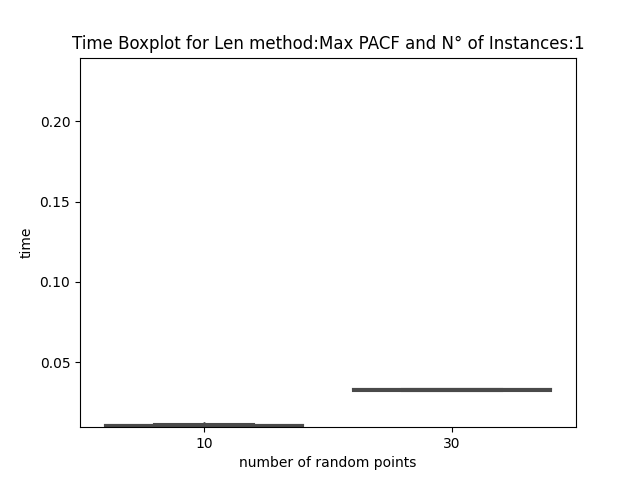 Time Boxplot for Len method:Max PACF and N° of Instances:1
0.20
0.15
0.10
0.05
time
10
30
number of random points